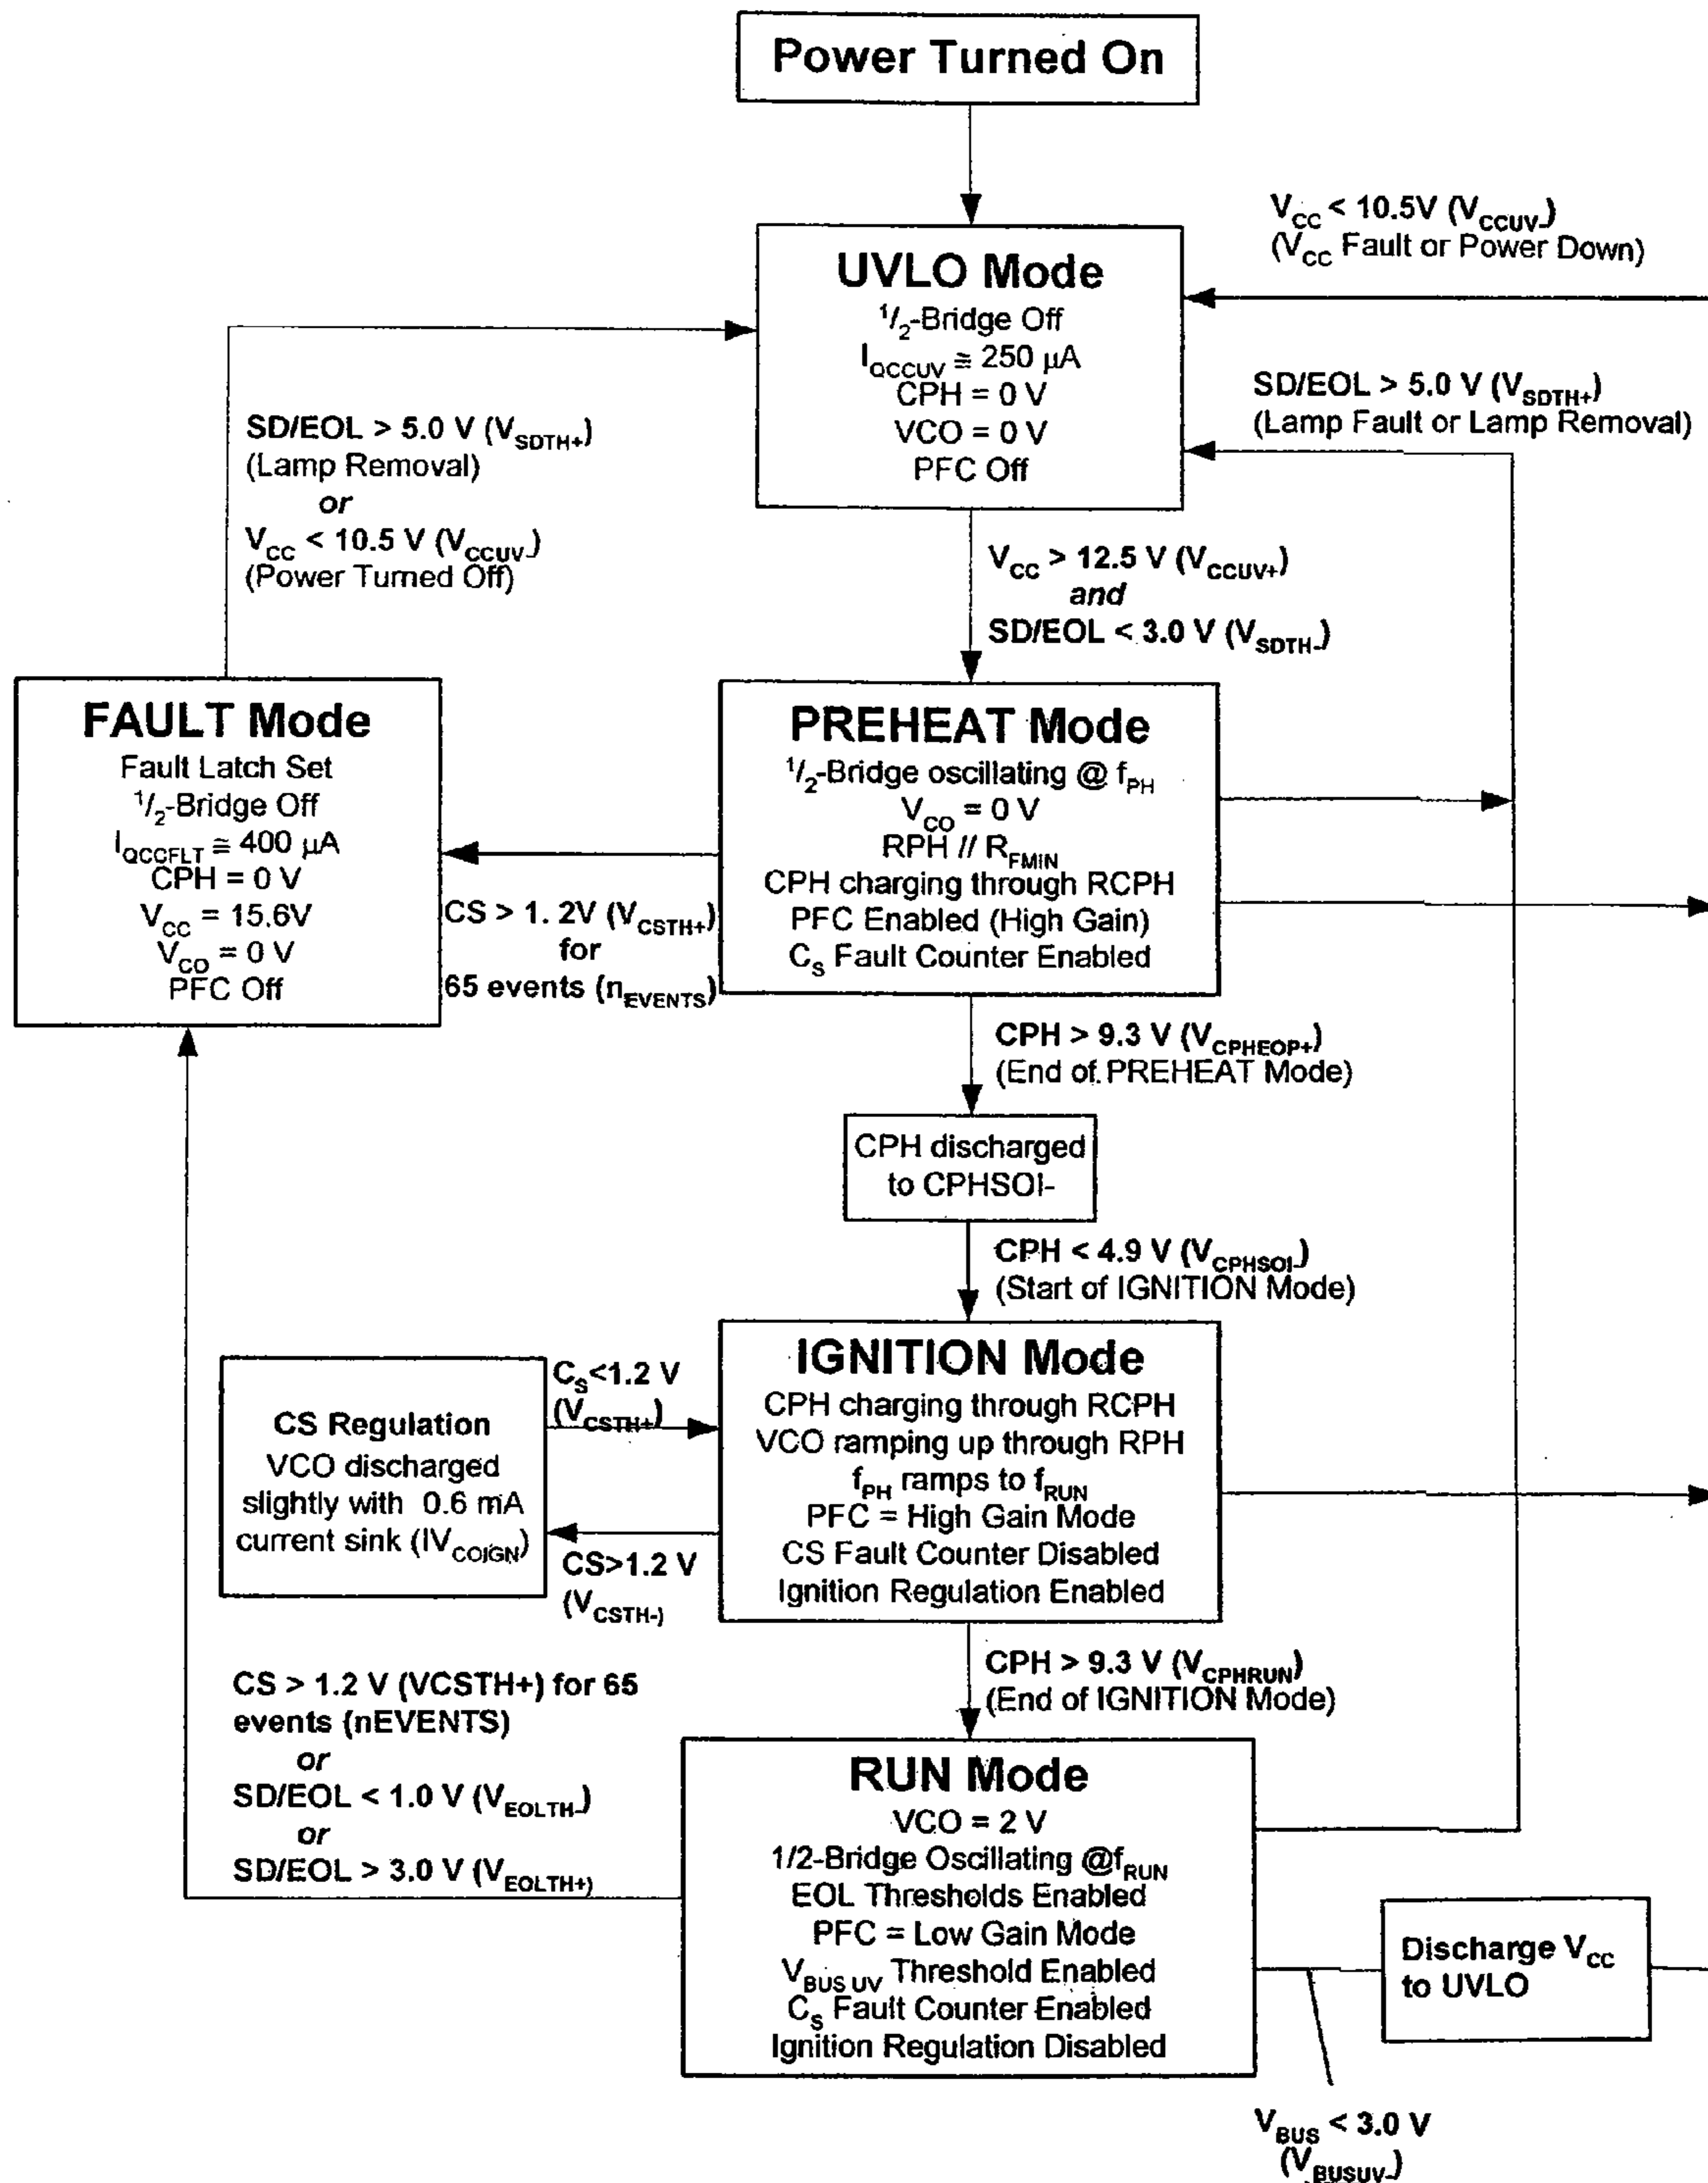 Power Turned On
UVLO Mode
1/2-Bridge Off
IQCCUV ≅ 250 µA
CPH = 0 V
VCO = 0 V
PFC Off
VCC < 10.5V (VCCUV-)
(VCC Fault or Power Down)
SD/EOL > 5.0 V (VSDTH+)
(Lamp Fault or Lamp Removal)
SD/EOL > 5.0 V (VSDTH+)
(Lamp Removal)
or
VCC < 10.5 V (VCCUV-)
(Power Turned Off)
VCC > 12.5 V (VCCUV+)
and
SD/EOL < 3.0 V (VSDTH-)
FAULT Mode
Fault Latch Set
1/2-Bridge Off
IQCCFLT ≅ 400 µA
CPH = 0 V
VCC = 15.6V
VCO = 0 V
PFC Off
CS > 1. 2V (VCSTH+)
for
65 events (nEVENTS)
PREHEAT Mode
1/2-Bridge oscillating @ fPH
VCO = 0 V
RPH // RFMIN
CPH charging through RCPH
PFC Enabled (High Gain)
CS Fault Counter Enabled
CPH > 9.3 V (VCPHEOP+)
(End of PREHEAT Mode)
CPH discharged
to CPHSOI-
CPH < 4.9 V (VCPHSOI-)
(Start of IGNITION Mode)
CS Regulation
VCO discharged
slightly with 0.6 mA
current sink (IVCOIGN)
CS<1.2 V
(VCSTH+)
CS>1.2 V
(VCSTH-)
IGNITION Mode
CPH charging through RCPH
VCO ramping up through RPH
fPH ramps to fRUN
PFC = High Gain Mode
CS Fault Counter Disabled
Ignition Regulation Enabled
CPH > 9.3 V (VCPHRUN)
(End of IGNITION Mode)
CS > 1.2 V (VCSTH+) for 65
events (nEVENTS)
or
SD/EOL < 1.0 V (VEOLTH-)
or
SD/EOL > 3.0 V (VEOLTH+)
RUN Mode
VCO = 2 V
1/2-Bridge Oscillating @fRUN
EOL Thresholds Enabled
PFC = Low Gain Mode
VBUS UV Threshold Enabled
CS Fault Counter Enabled
Ignition Regulation Disabled
Discharge VCC
to UVLO
VBUS < 3.0 V
(VBUSUV-)